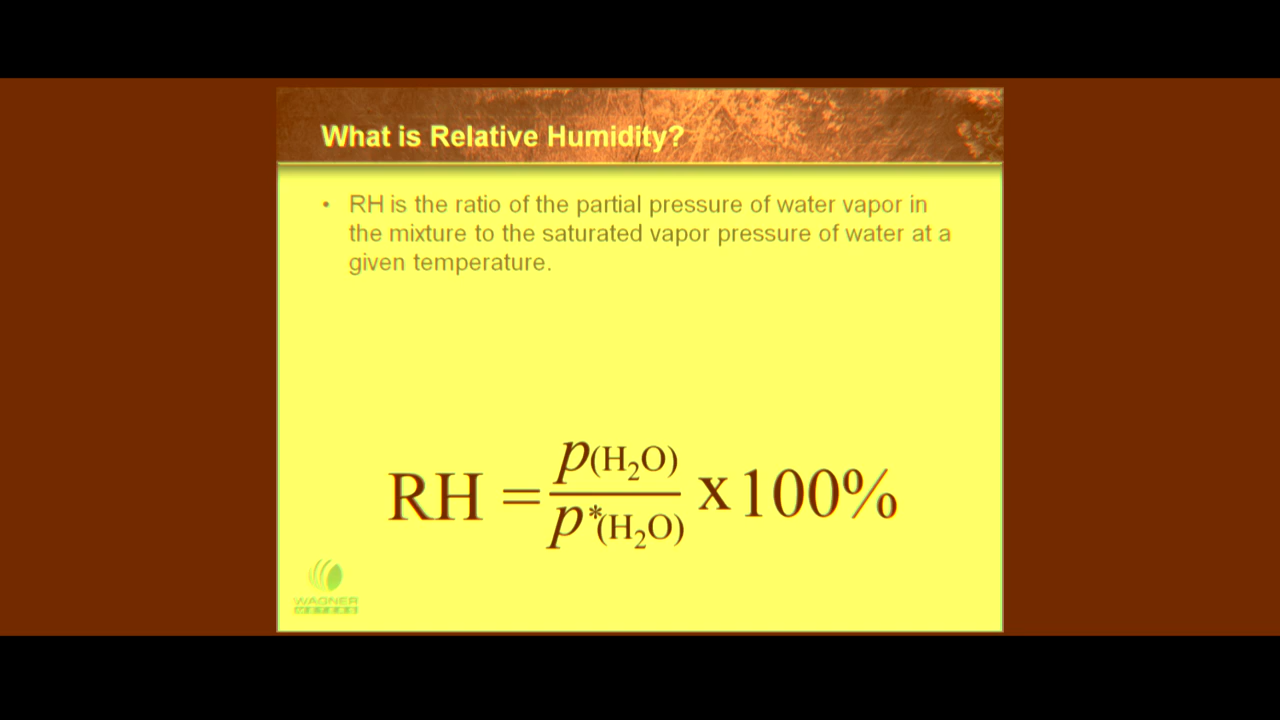 What is Relative Humidity?
• RH is the ratio of the partial pressure of water vapor in
the mixture to the saturated vapor pressure of water at a
given temperature.
RH = p(H₂O) / p*(H₂O) x 100%
WAGNER
METERS